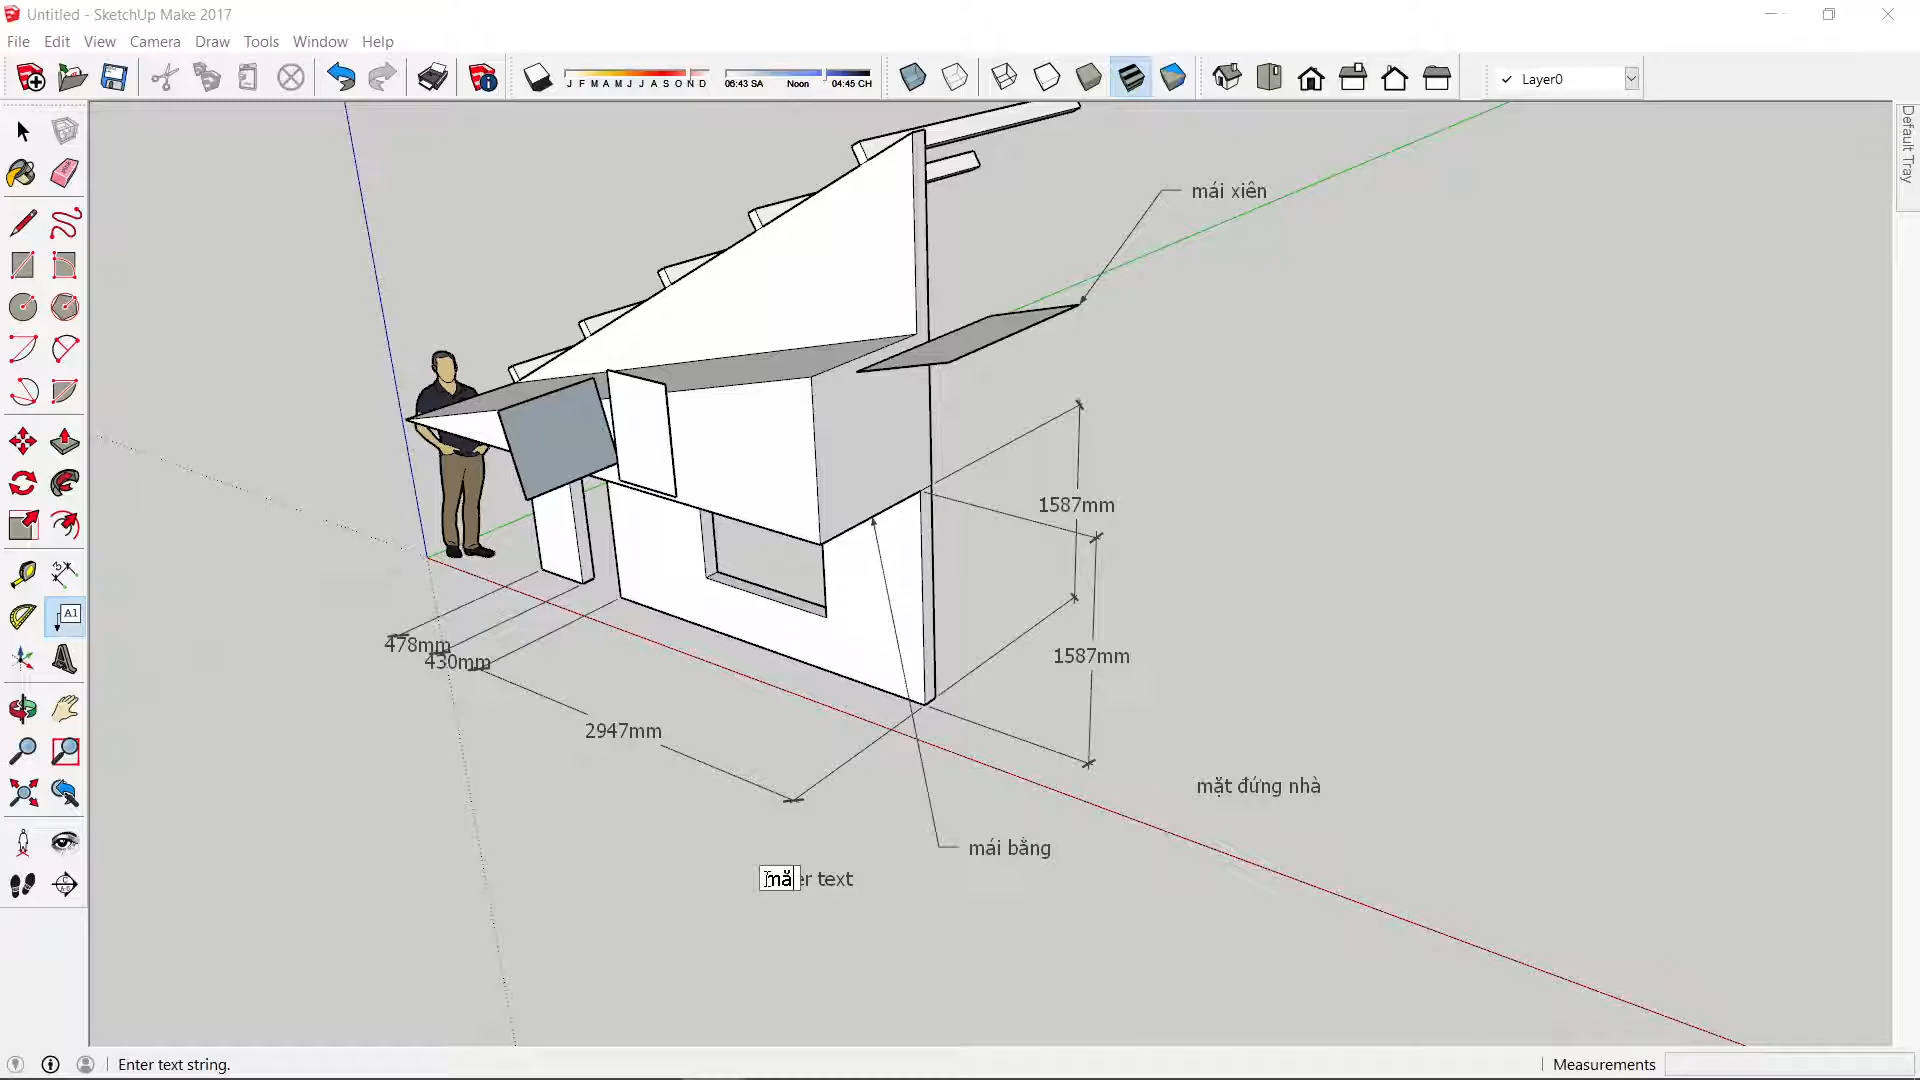 Untitled - SketchUp Make 2017
File Edit View Camera Draw Tools Window Help
J F M A M J J A S O N D
06:43 SA Noon 04:45 CH
Layer0
Default Tray
mái xiên
1587mm
478mm
430mm
1587mm
2947mm
mặt đứng nhà
mái bằng
mă er text
A1
Enter text string.
Measurements